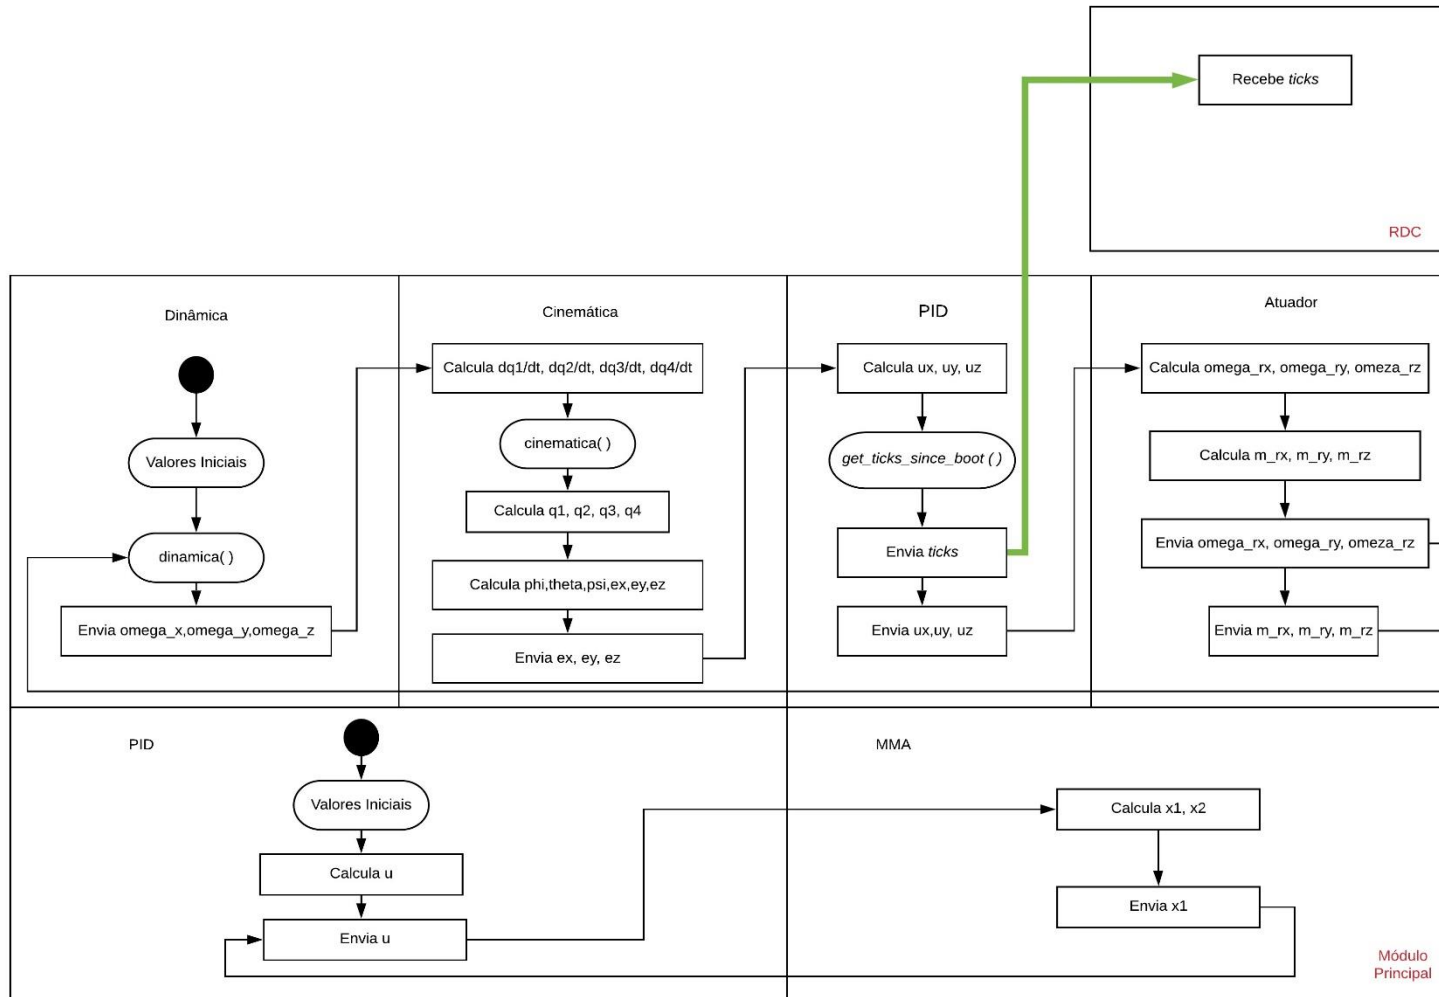 Recebe ticks
RDC
Dinâmica
Valores Iniciais
dinamica( )
Envia omega_x,omega_y,omega_z
Cinemática
Calcula dq1/dt, dq2/dt, dq3/dt, dq4/dt
cinematica( )
Calcula q1, q2, q3, q4
Calcula phi,theta,psi,ex,ey,ez
Envia ex, ey, ez
PID
Calcula ux, uy, uz
get_ticks_since_boot ( )
Envia ticks
Envia ux,uy, uz
Atuador
Calcula omega_rx, omega_ry, omeza_rz
Calcula m_rx, m_ry, m_rz
Envia omega_rx, omega_ry, omeza_rz
Envia m_rx, m_ry, m_rz
PID
Valores Iniciais
Calcula u
Envia u
MMA
Calcula x1, x2
Envia x1
Módulo
Principal